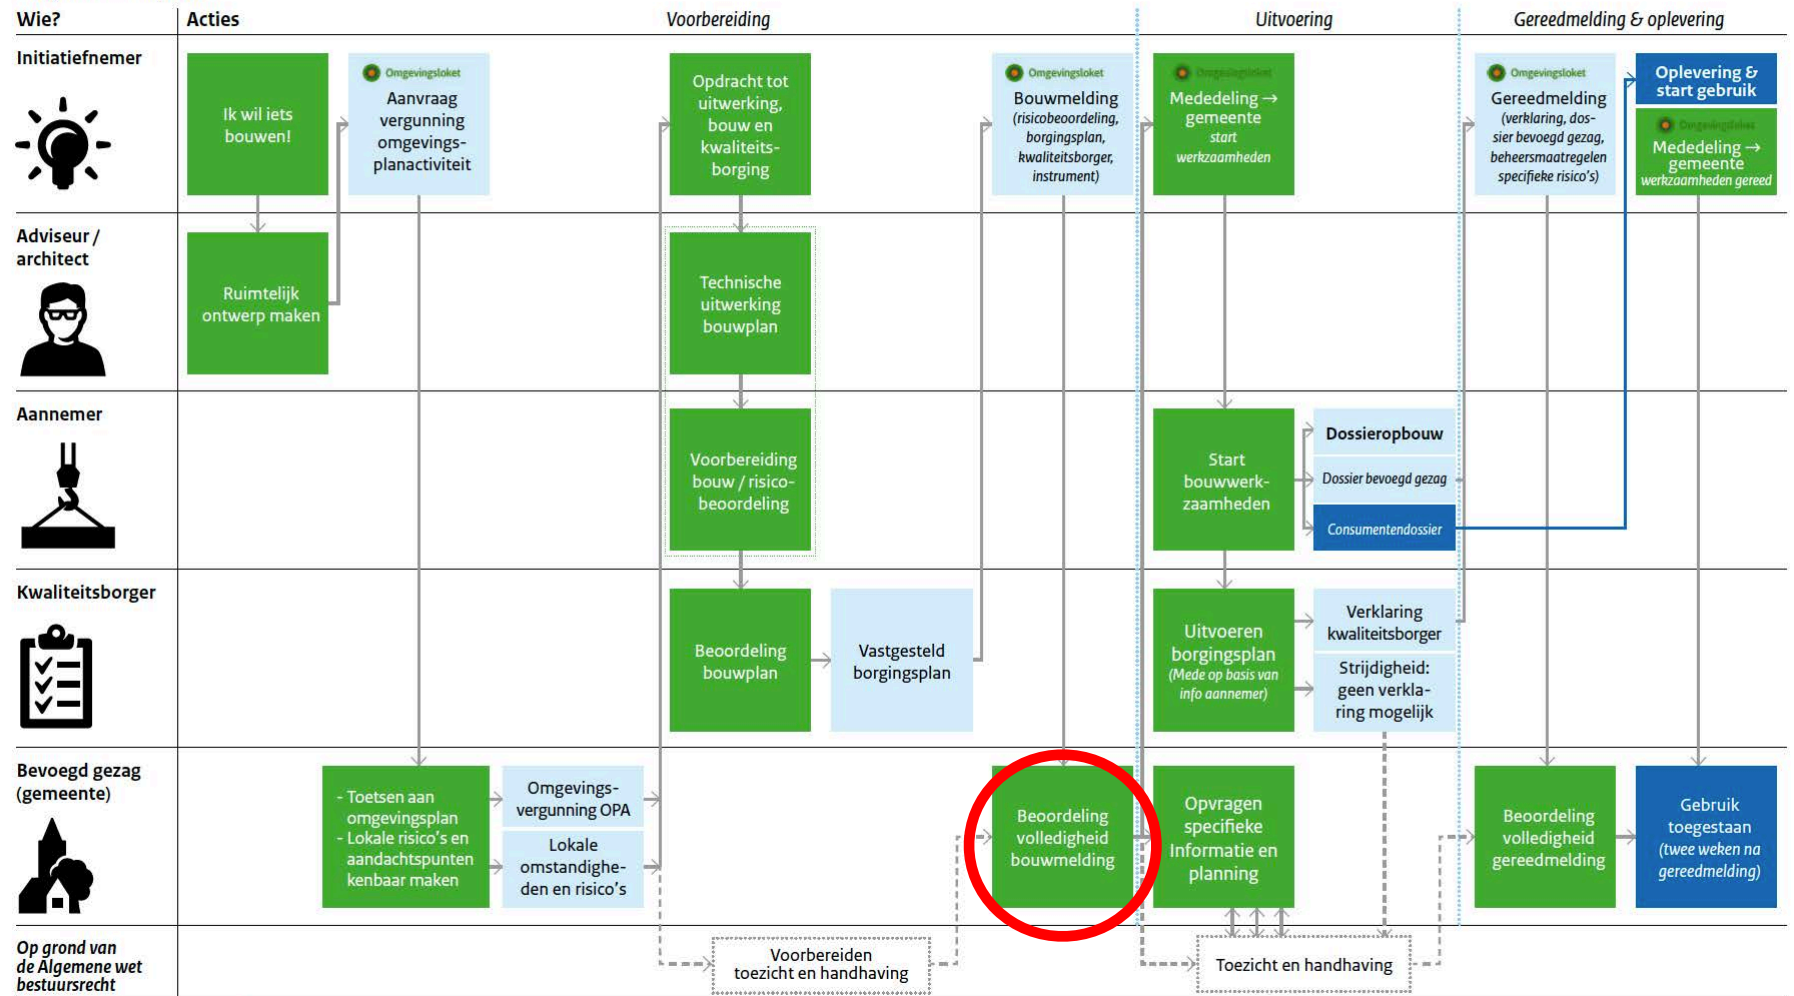 Wie?
Acties
Voorbereiding
Uitvoering
Gereedmelding & oplevering
Initiatiefnemer
Ik wil iets
bouwen!
Omgevingsloket
Aanvraag
vergunning
omgevings-
planactiviteit
Opdracht tot
uitwerking,
bouw en
kwaliteits-
borging
Omgevingsloket
Bouwmelding
(risicobeoordeling,
borgingsplan,
kwaliteitsborger,
instrument)
Omgevingsloket
Mededeling →
gemeente
start
werkzaamheden
Omgevingsloket
Gereedmelding
(verklaring, dos-
sier bevoegd gezag,
beheersmaatregelen
specifieke risico's)
Oplevering &
start gebruik
Omgevingsloket
Mededeling →
gemeente
werkzaamheden gereed
Adviseur /
architect
Ruimtelijk
ontwerp maken
Technische
uitwerking
bouwplan
Aannemer
Voorbereiding
bouw / risico-
beoordeling
Start
bouwwerk-
zaamheden
Dossieropbouw
Dossier bevoegd gezag
Consumentendossier
Kwaliteitsborger
Beoordeling
bouwplan
Vastgesteld
borgingsplan
Uitvoeren
borgingsplan
(Mede op basis van
info aannemer)
Verklaring
kwaliteitsborger
Strijdigheid:
geen verkla-
ring mogelijk
Bevoegd gezag
(gemeente)
- Toetsen aan
omgevingsplan
- Lokale risico's en
aandachtspunten
kenbaar maken
Omgevings-
vergunning OPA
Lokale
omstandighe-
den en risico's
Beoordeling
volledigheid
bouwmelding
Opvragen
specifieke
Informatie en
planning
Beoordeling
volledigheid
gereedmelding
Gebruik
toegestaan
(twee weken na
gereedmelding)
Op grond van
de Algemene wet
bestuursrecht
Voorbereiden
toezicht en handhaving
Toezicht en handhaving